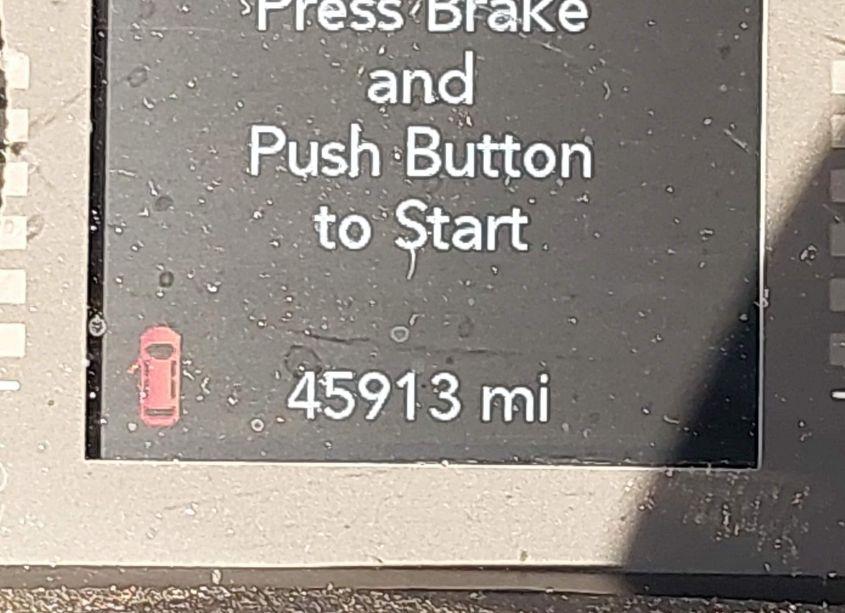 Press Brake
and
Push Button
to Start
45913 mi